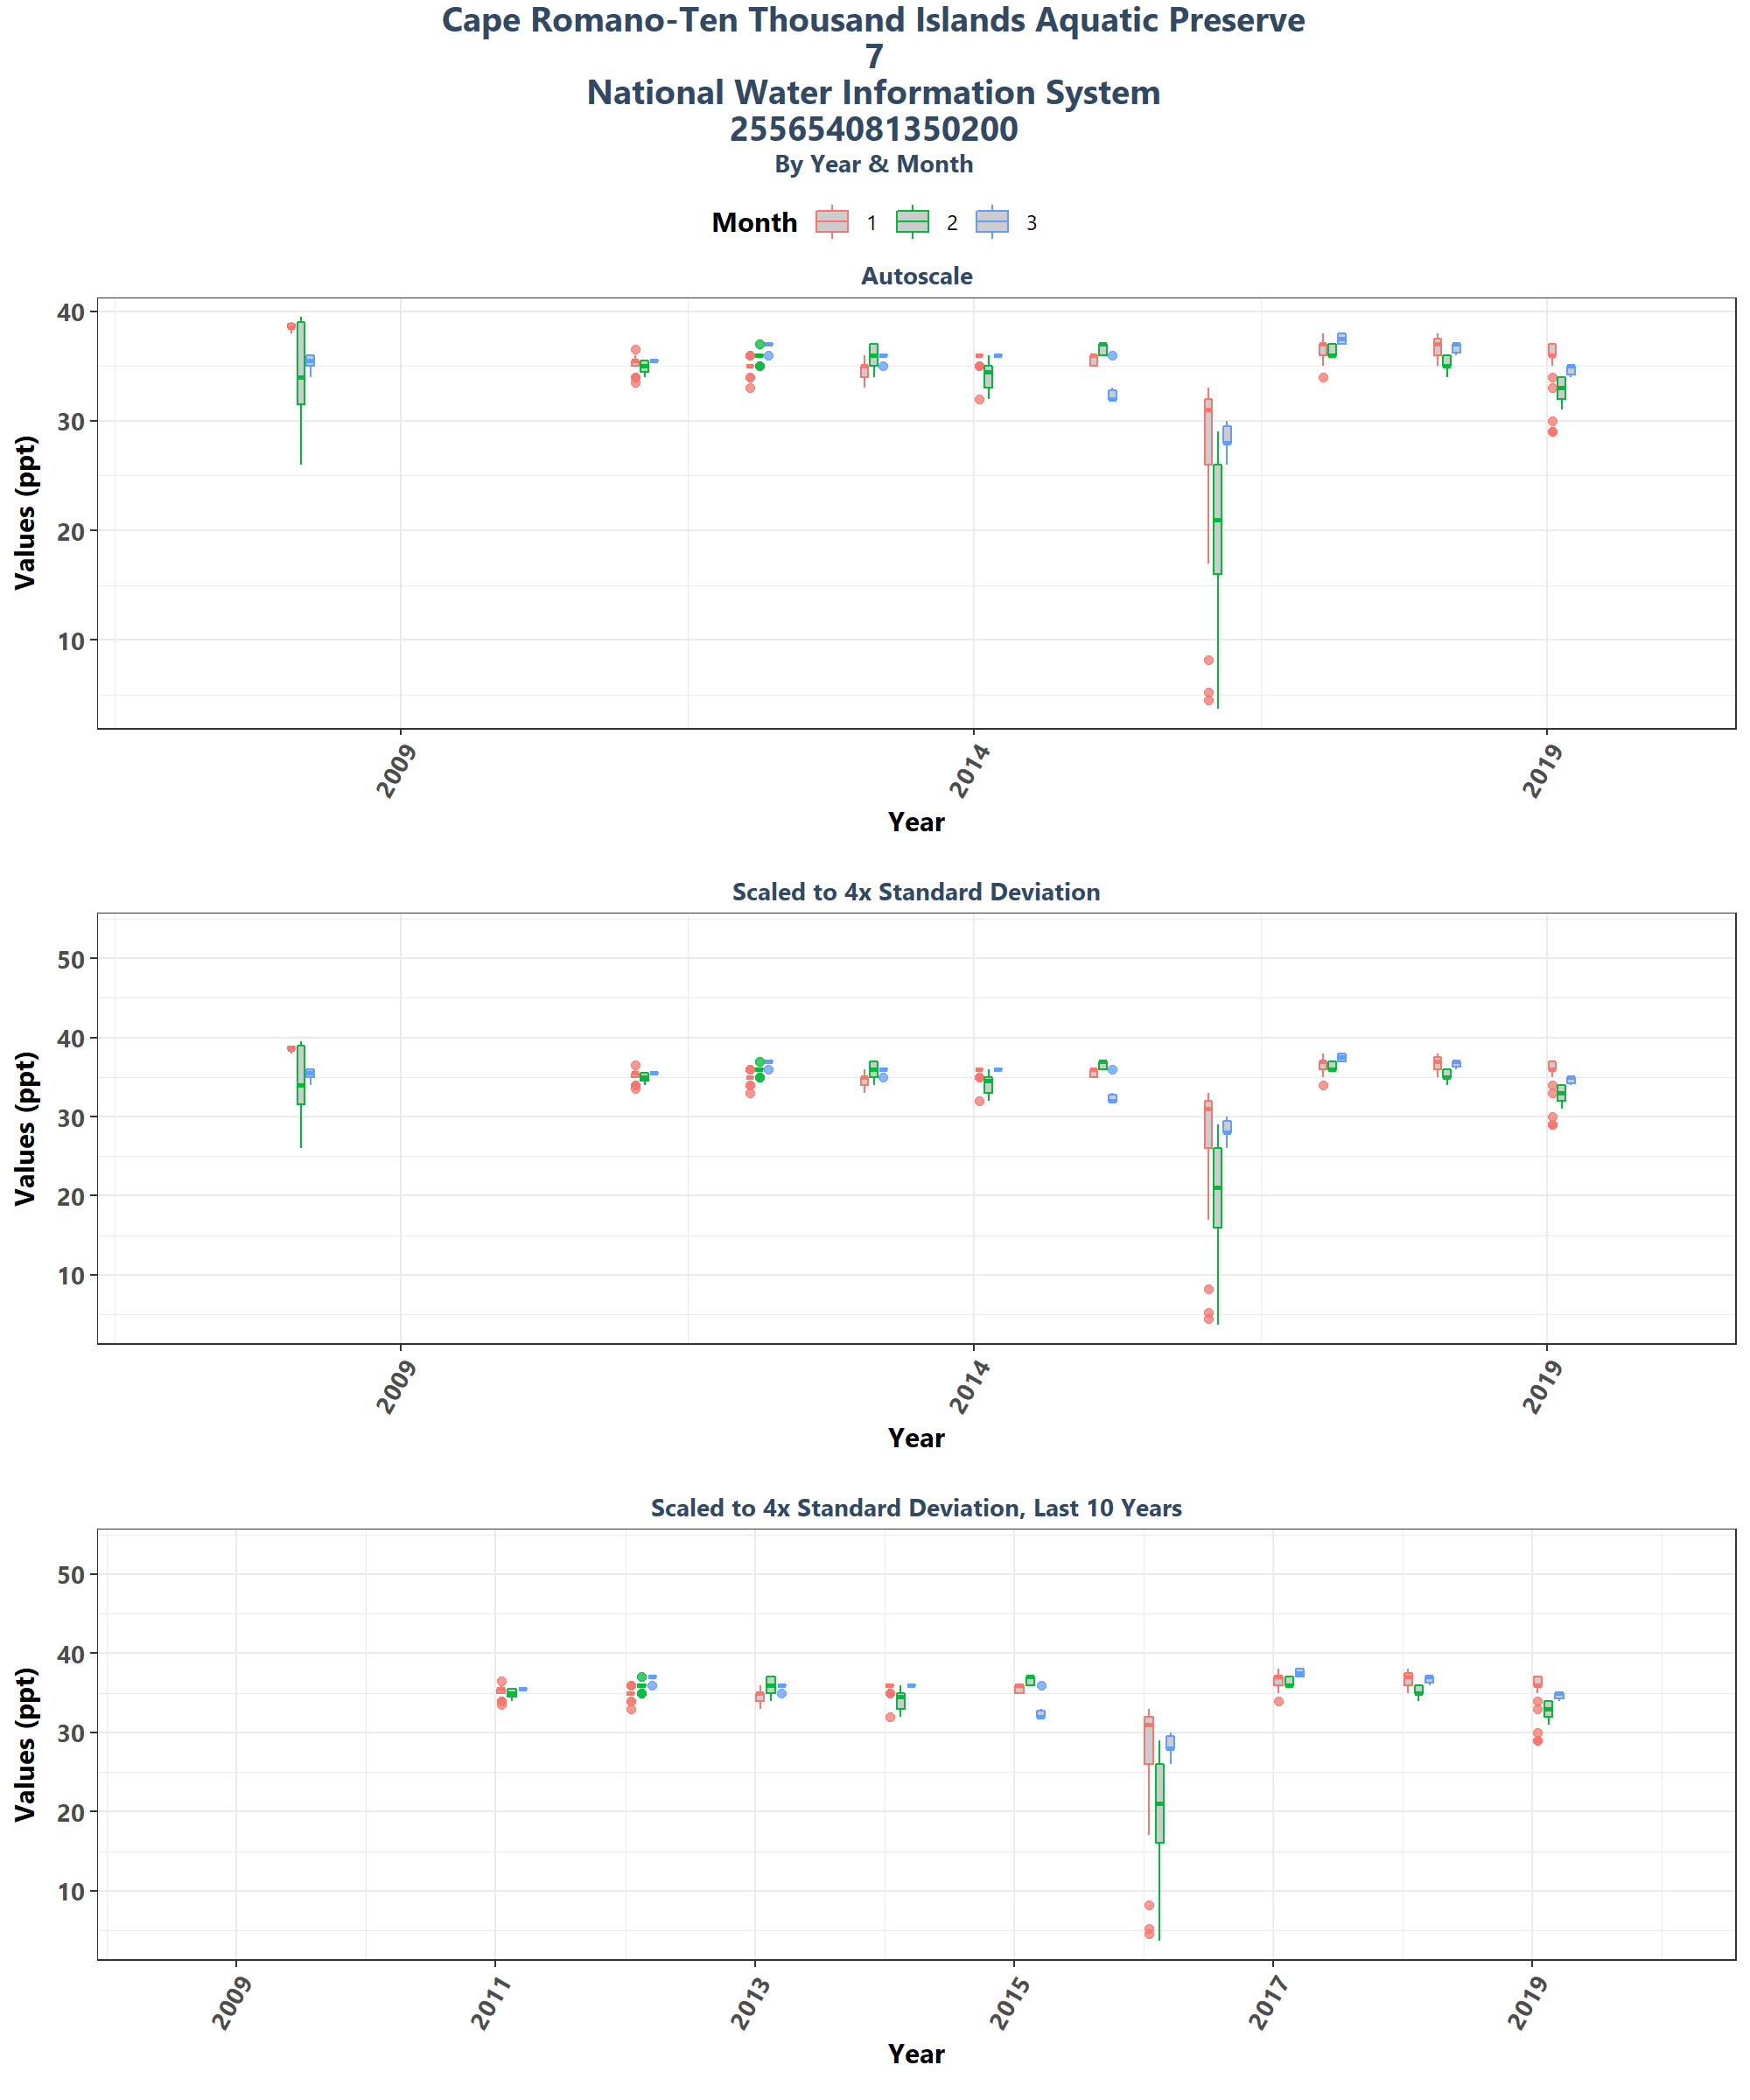 Cape Romano-Ten Thousand Islands Aquatic Preserve
7
National Water Information System
255654081350200
By Year & Month
Month 1 2 3
Autoscale
Values (ppt)
40
30
20
10
2009 2014 2019
Year
Scaled to 4x Standard Deviation
Values (ppt)
50
40
30
20
10
2009 2014 2019
Year
Scaled to 4x Standard Deviation, Last 10 Years
Values (ppt)
50
40
30
20
10
2009 2011 2013 2015 2017 2019
Year